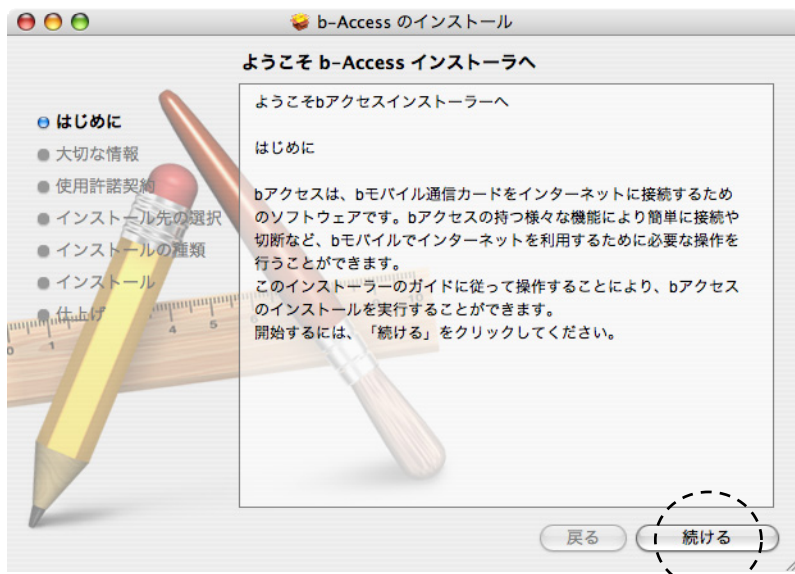 b-Access のインストール
ようこそ b-Access インストーラへ
はじめに
大切な情報
使用許諾契約
インストール先の選択
インストールの種類
インストール
仕上げ
ようこそbアクセスインストーラーへ
はじめに
bアクセスは、bモバイル通信カードをインターネットに接続するため
のソフトウェアです。bアクセスの持つ様々な機能により簡単に接続や
切断など、bモバイルでインターネットを利用するために必要な操作を
行うことができます。
このインストーラーのガイドに従って操作することにより、bアクセス
のインストールを実行することができます。
開始するには、「続ける」をクリックしてください。
0 1 4 5 10
戻る
続ける